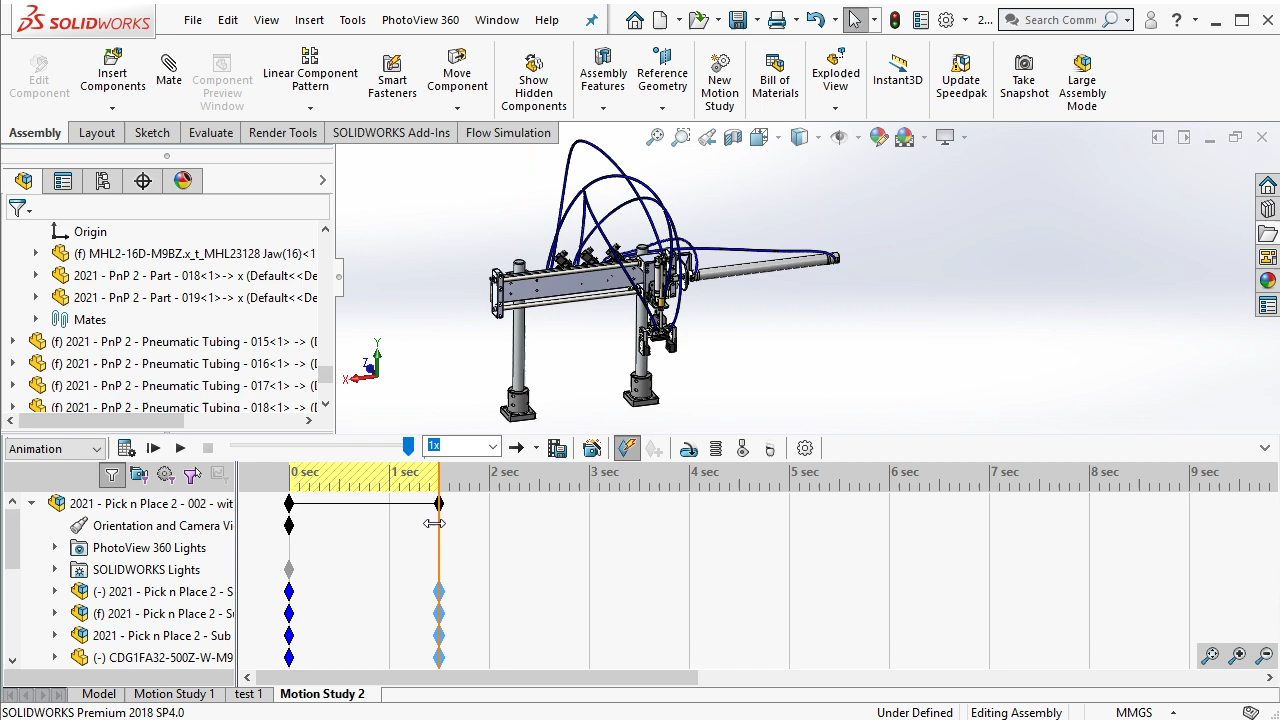 SOLIDWORKS File Edit View Insert Tools PhotoView 360 Window Help 2... Search Commu ?
Edit Component
Insert Components
Mate
Component Preview Window
Linear Component Pattern
Smart Fasteners
Move Component
Show Hidden Components
Assembly Features
Reference Geometry
New Motion Study
Bill of Materials
Exploded View
Instant3D
Update Speedpak
Take Snapshot
Large Assembly Mode
Assembly Layout Sketch Evaluate Render Tools SOLIDWORKS Add-Ins Flow Simulation
Origin
(f) MHL2-16D-M9BZ.x_t_MHL23128Jaw(16)<1
2021 - PnP 2 - Part - 018<1>-> x (Default<<De
2021 - PnP 2 - Part - 019<1>-> x (Default<<De
Mates
(f) 2021 - PnP 2 - Pneumatic Tubing - 015<1> -> (D
(f) 2021 - PnP 2 - Pneumatic Tubing - 016<1> -> (D
(f) 2021 - PnP 2 - Pneumatic Tubing - 017<1> -> (D
(f) 2021 - PnP 2 - Pneumatic Tubing - 018<1> -> (D
Y
Z
X
Animation 1x
0 sec 1 sec 2 sec 3 sec 4 sec 5 sec 6 sec 7 sec 8 sec 9 sec
2021 - Pick n Place 2 - 002 - wit
Orientation and Camera Vi
PhotoView 360 Lights
SOLIDWORKS Lights
(-) 2021 - Pick n Place 2 - S
(f) 2021 - Pick n Place 2 - Su
2021 - Pick n Place 2 - Sub
(-) CDG1FA32-500Z-W-M9
Model Motion Study 1 test 1 Motion Study 2
SOLIDWORKS Premium 2018 SP4.0 Under Defined Editing Assembly MMGS